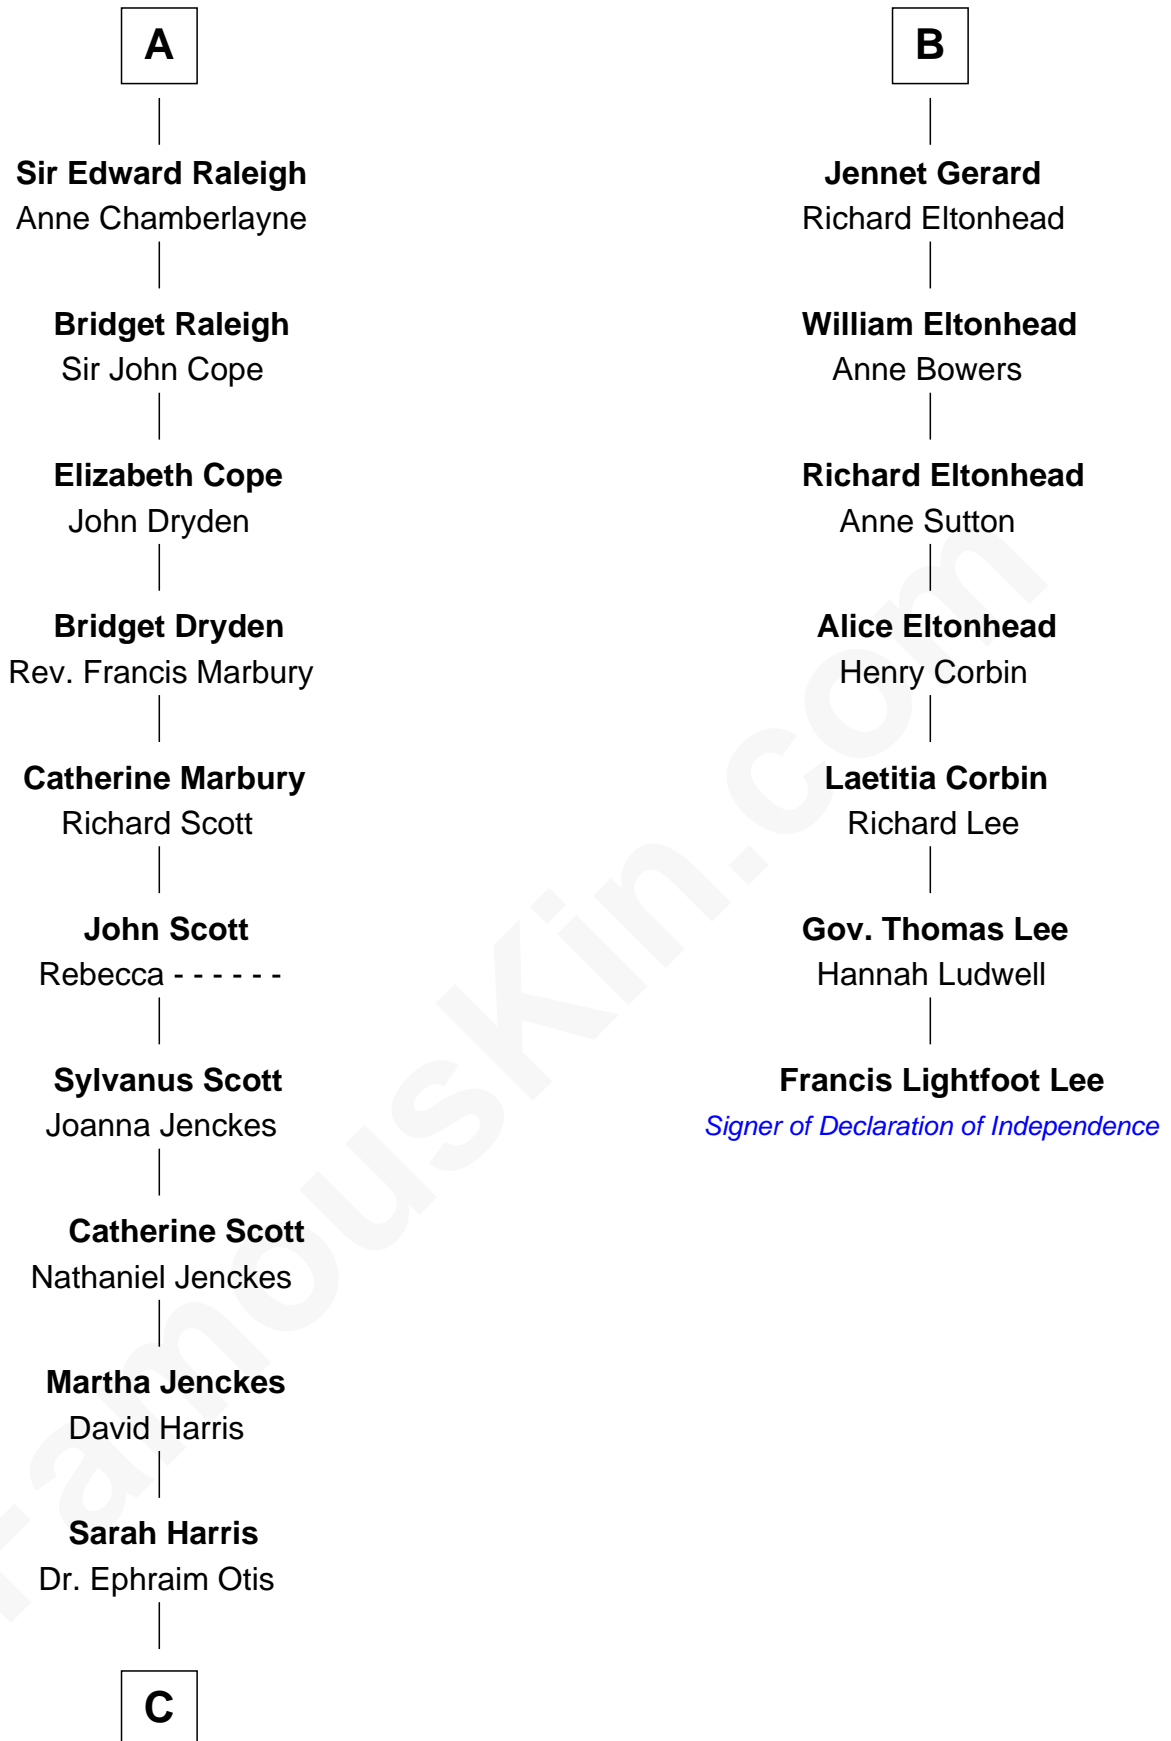 A
Sir Edward Raleigh
Anne Chamberlayne
Bridget Raleigh
Sir John Cope
Elizabeth Cope
John Dryden
Bridget Dryden
Rev. Francis Marbury
Catherine Marbury
Richard Scott
John Scott
Rebecca - - - - - -
Sylvanus Scott
Joanna Jenckes
Catherine Scott
Nathaniel Jenckes
Martha Jenckes
David Harris
Sarah Harris
Dr. Ephraim Otis
C
B
Jennet Gerard
Richard Eltonhead
William Eltonhead
Anne Bowers
Richard Eltonhead
Anne Sutton
Alice Eltonhead
Henry Corbin
Laetitia Corbin
Richard Lee
Gov. Thomas Lee
Hannah Ludwell
Francis Lightfoot Lee
Signer of Declaration of Independence
FamousKin.com